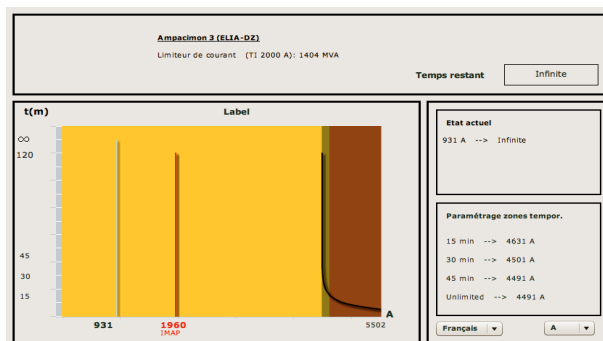 Ampacimon 3 (ELIA-DZ)
Limiteur de courant (TI 2000 A): 1404 MVA
Temps restant
Infinite
t(m)
Label
∞
120
45
30
15
A
931
1960
IMAP
5502
Etat actuel
931 A --> Infinite
Paramétrage zones tempor.
15 min --> 4631 A
30 min --> 4501 A
45 min --> 4491 A
Unlimited --> 4491 A
Français
A